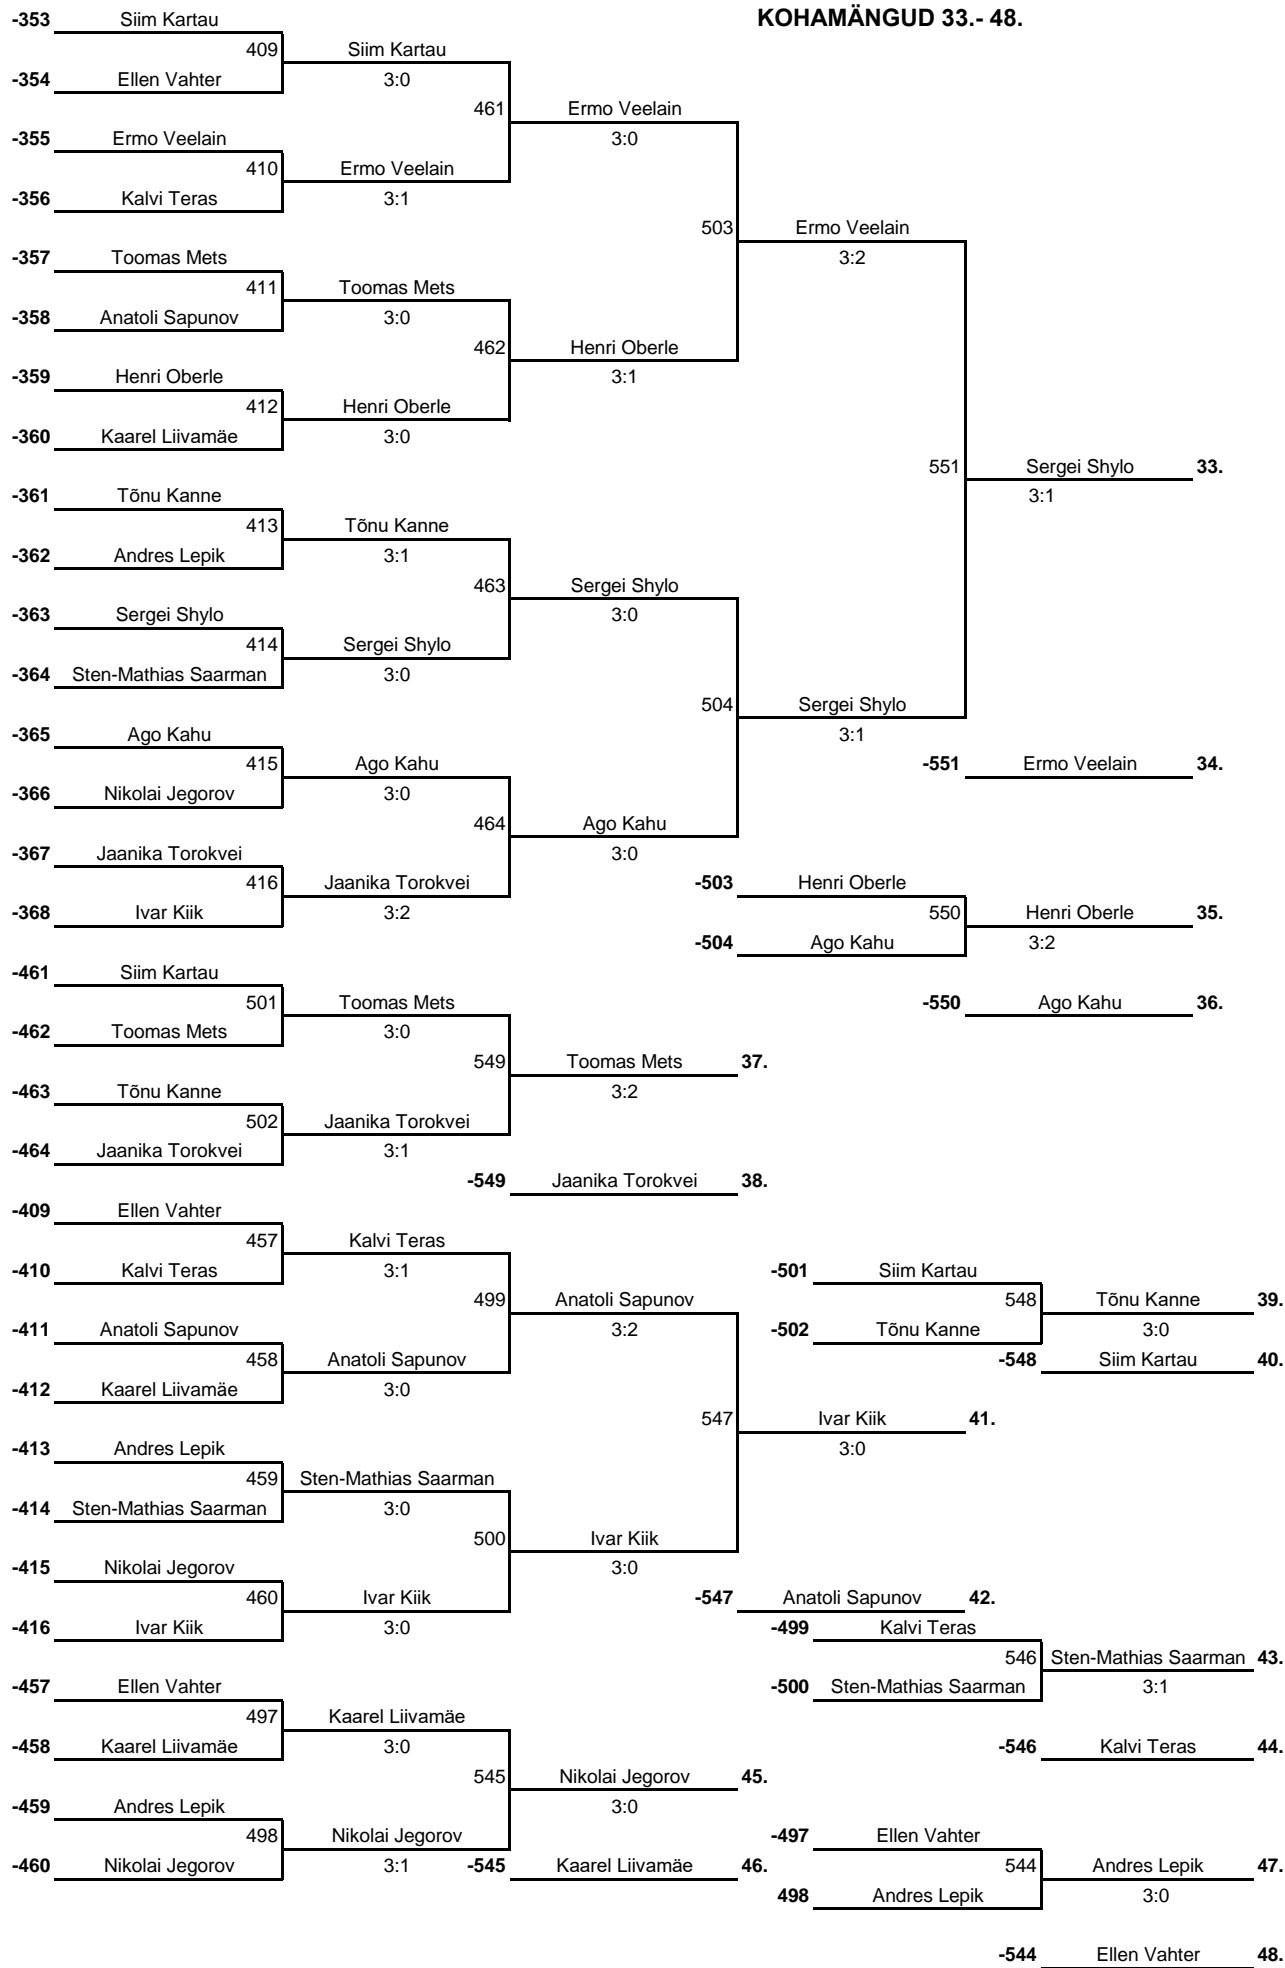 KOHAMÄNGUD 33.- 48.
-353 Siim Kartau
409 Siim Kartau
-354 Ellen Vahter 3:0
461 Ermo Veelain
-355 Ermo Veelain 3:0
410 Ermo Veelain
-356 Kalvi Teras 3:1
503 Ermo Veelain
-357 Toomas Mets 3:2
411 Toomas Mets
-358 Anatoli Sapunov 3:0
462 Henri Oberle
-359 Henri Oberle 3:1
412 Henri Oberle
-360 Kaarel Liivamäe 3:0
551 Sergei Shylo 33.
-361 Tõnu Kanne 3:1
413 Tõnu Kanne
-362 Andres Lepik 3:1
463 Sergei Shylo
-363 Sergei Shylo 3:0
414 Sergei Shylo
-364 Sten-Mathias Saarman 3:0
504 Sergei Shylo
-365 Ago Kahu 3:1
415 Ago Kahu -551 Ermo Veelain 34.
-366 Nikolai Jegorov 3:0
464 Ago Kahu
-367 Jaanika Torokvei 3:0
416 Jaanika Torokvei -503 Henri Oberle
-368 Ivar Kiik 3:2 550 Henri Oberle 35.
-504 Ago Kahu 3:2
-461 Siim Kartau
501 Toomas Mets -550 Ago Kahu 36.
-462 Toomas Mets 3:0
549 Toomas Mets 37.
-463 Tõnu Kanne 3:2
502 Jaanika Torokvei
-464 Jaanika Torokvei 3:1
-549 Jaanika Torokvei 38.
-409 Ellen Vahter
457 Kalvi Teras
-410 Kalvi Teras 3:1 -501 Siim Kartau
499 Anatoli Sapunov 548 Tõnu Kanne 39.
-411 Anatoli Sapunov 3:2 -502 Tõnu Kanne 3:0
458 Anatoli Sapunov -548 Siim Kartau 40.
-412 Kaarel Liivamäe 3:0
547 Ivar Kiik 41.
-413 Andres Lepik 3:0
459 Sten-Mathias Saarman
-414 Sten-Mathias Saarman 3:0
500 Ivar Kiik
-415 Nikolai Jegorov 3:0
460 Ivar Kiik -547 Anatoli Sapunov 42.
-416 Ivar Kiik 3:0 -499 Kalvi Teras
546 Sten-Mathias Saarman 43.
-457 Ellen Vahter -500 Sten-Mathias Saarman 3:1
497 Kaarel Liivamäe
-458 Kaarel Liivamäe 3:0 -546 Kalvi Teras 44.
545 Nikolai Jegorov 45.
-459 Andres Lepik 3:0
498 Nikolai Jegorov -497 Ellen Vahter
-460 Nikolai Jegorov 3:1 -545 Kaarel Liivamäe 46. 544 Andres Lepik 47.
498 Andres Lepik 3:0
-544 Ellen Vahter 48.